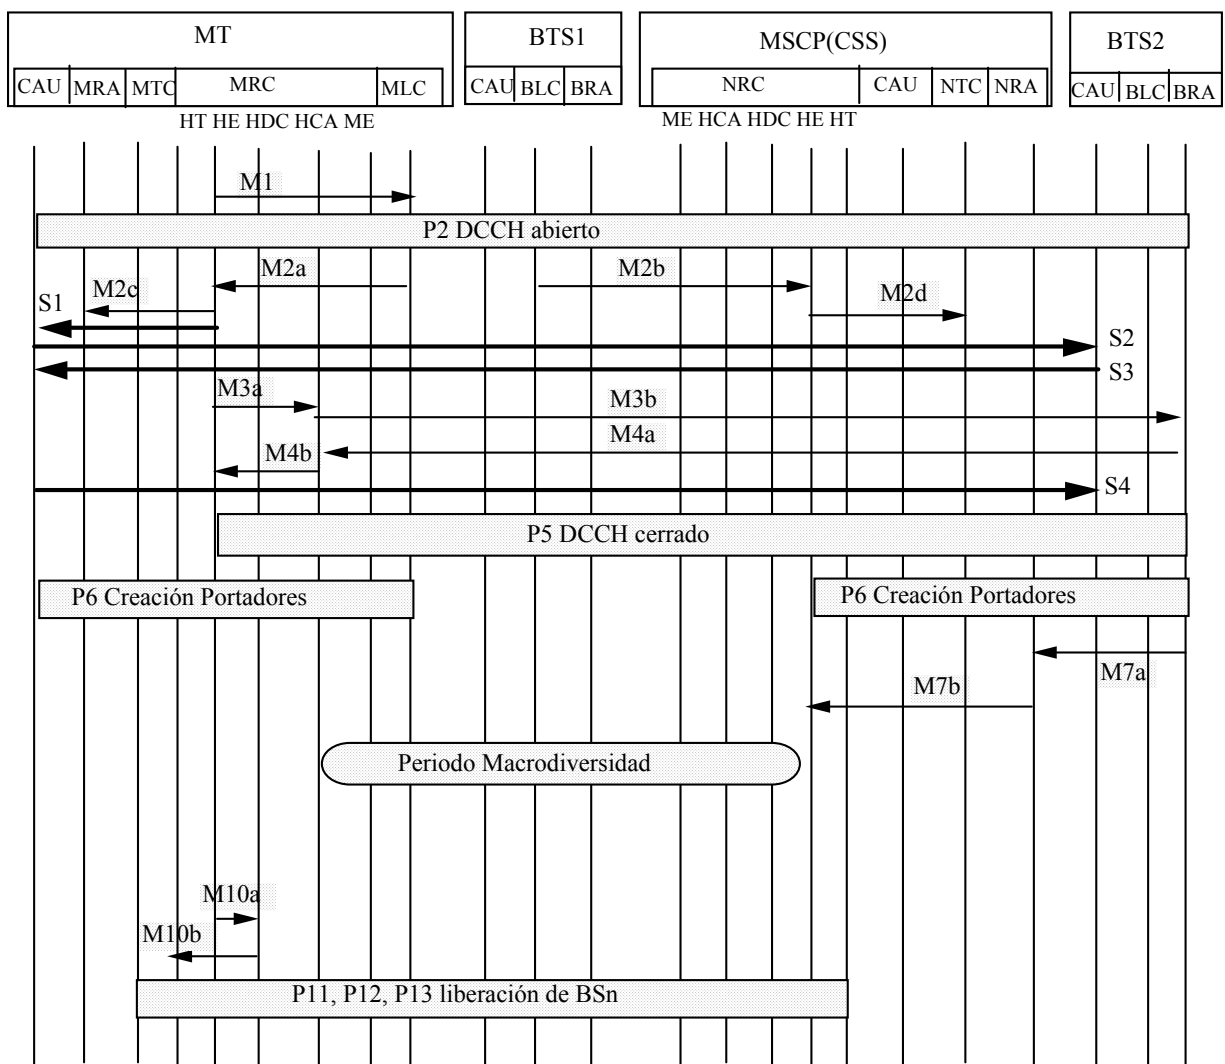 MT BTS1 MSCP(CSS) BTS2
CAU MRA MTC MRC MLC CAU BLC BRA NRC CAU NTC NRA CAU BLC BRA
HT HE HDC HCA ME ME HCA HDC HE HT
M1
P2 DCCH abierto
M2a M2b
M2c M2d
S1
S2
S3
M3a M3b
M4a
M4b
S4
P5 DCCH cerrado
P6 Creación Portadores P6 Creación Portadores
M7a
M7b
Periodo Macrodiversidad
M10a
M10b
P11, P12, P13 liberación de BSn